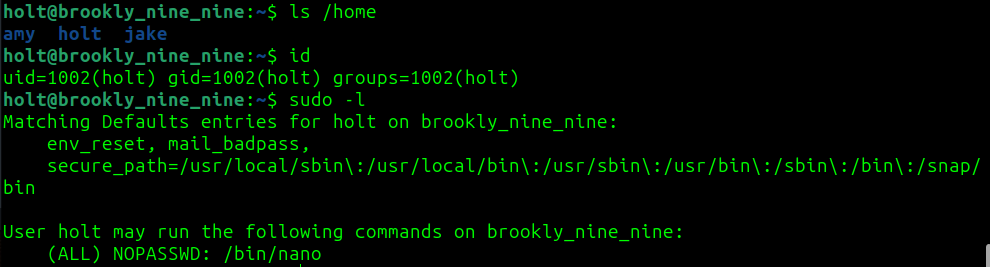 holt@brookly_nine_nine:~$ ls /home
amy  holt  jake
holt@brookly_nine_nine:~$ id
uid=1002(holt) gid=1002(holt) groups=1002(holt)
holt@brookly_nine_nine:~$ sudo -l
Matching Defaults entries for holt on brookly_nine_nine:
    env_reset, mail_badpass,
    secure_path=/usr/local/sbin\:/usr/local/bin\:/usr/sbin\:/usr/bin\:/sbin\:/bin\:/snap/
bin
User holt may run the following commands on brookly_nine_nine:
    (ALL) NOPASSWD: /bin/nano